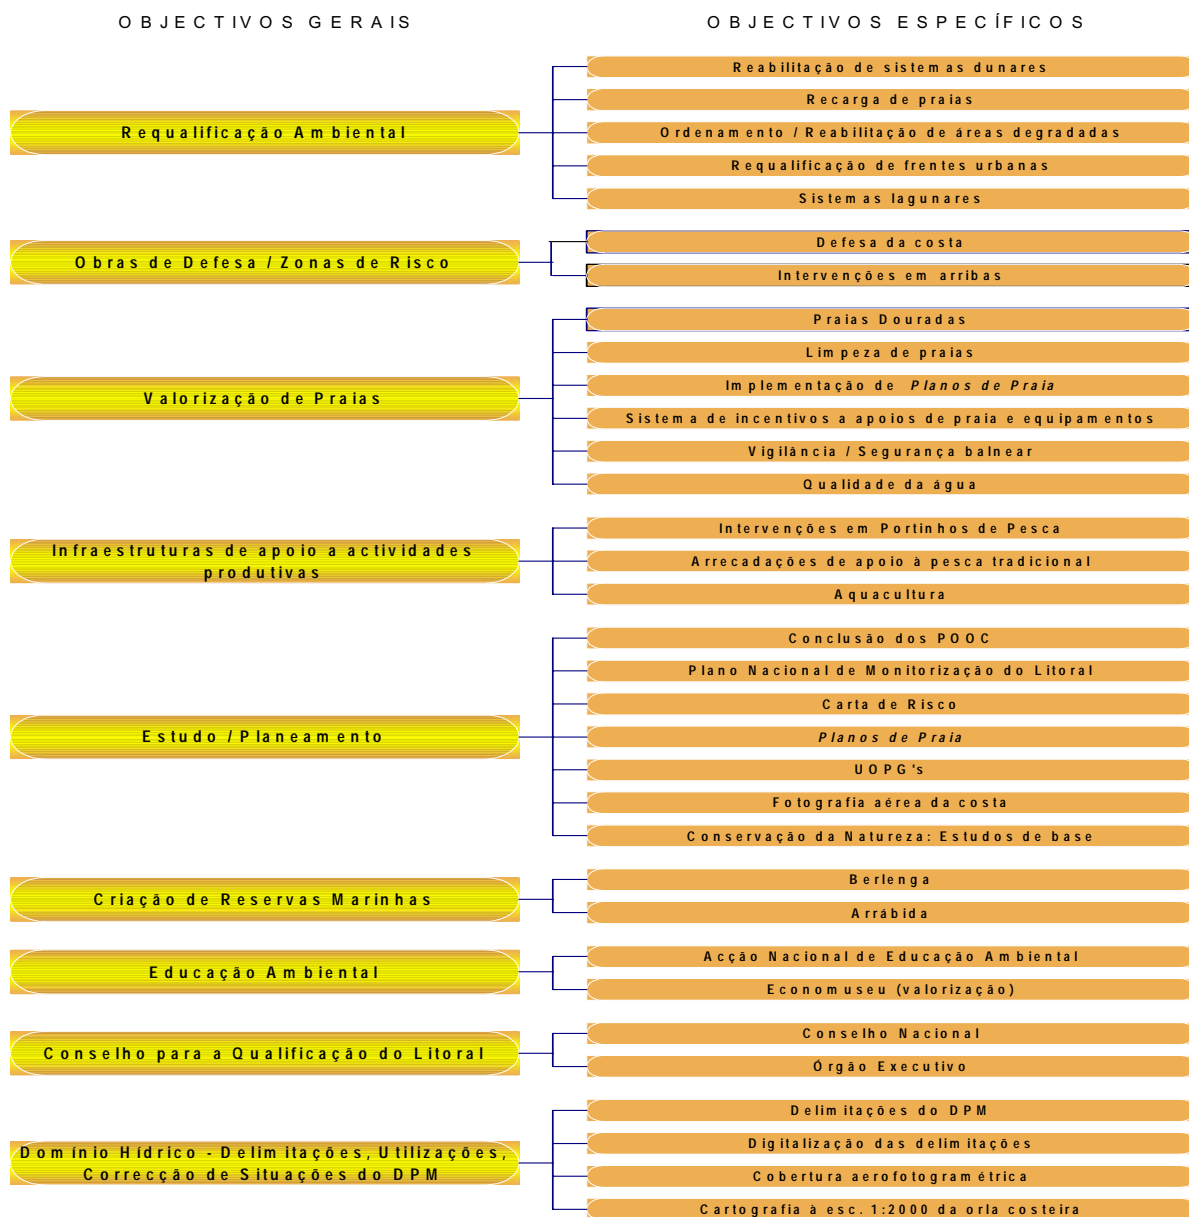 OBJECTIVOS GERAIS
OBJECTIVOS ESPECÍFICOS
Requalificação Ambiental
Reabilitação de sistemas dunares
Recarga de praias
Ordenamento / Reabilitação de áreas degradadas
Requalificação de frentes urbanas
Sistemas lagunares
Obras de Defesa / Zonas de Risco
Defesa da costa
Intervenções em arribas
Valorização de Praias
Praias Douradas
Limpeza de praias
Implementação de Planos de Praia
Sistema de incentivos a apoios de praia e equipamentos
Vigilância / Segurança balnear
Qualidade da água
Infraestruturas de apoio a actividades
produtivas
Intervenções em Portinhos de Pesca
Arrecadações de apoio à pesca tradicional
Aquacultura
Estudo / Planeamento
Conclusão dos POOC
Plano Nacional de Monitorização do Litoral
Carta de Risco
Planos de Praia
UOPG's
Fotografia aérea da costa
Conservação da Natureza: Estudos de base
Criação de Reservas Marinhas
Berlenga
Arrábida
Educação Ambiental
Acção Nacional de Educação Ambiental
Economuseu (valorização)
Conselho para a Qualificação do Litoral
Conselho Nacional
Órgão Executivo
Domínio Hídrico - Delimitações, Utilizações,
Correcção de Situações do DPM
Delimitações do DPM
Digitalização das delimitações
Cobertura aerofotogramétrica
Cartografia à esc. 1:2000 da orla costeira